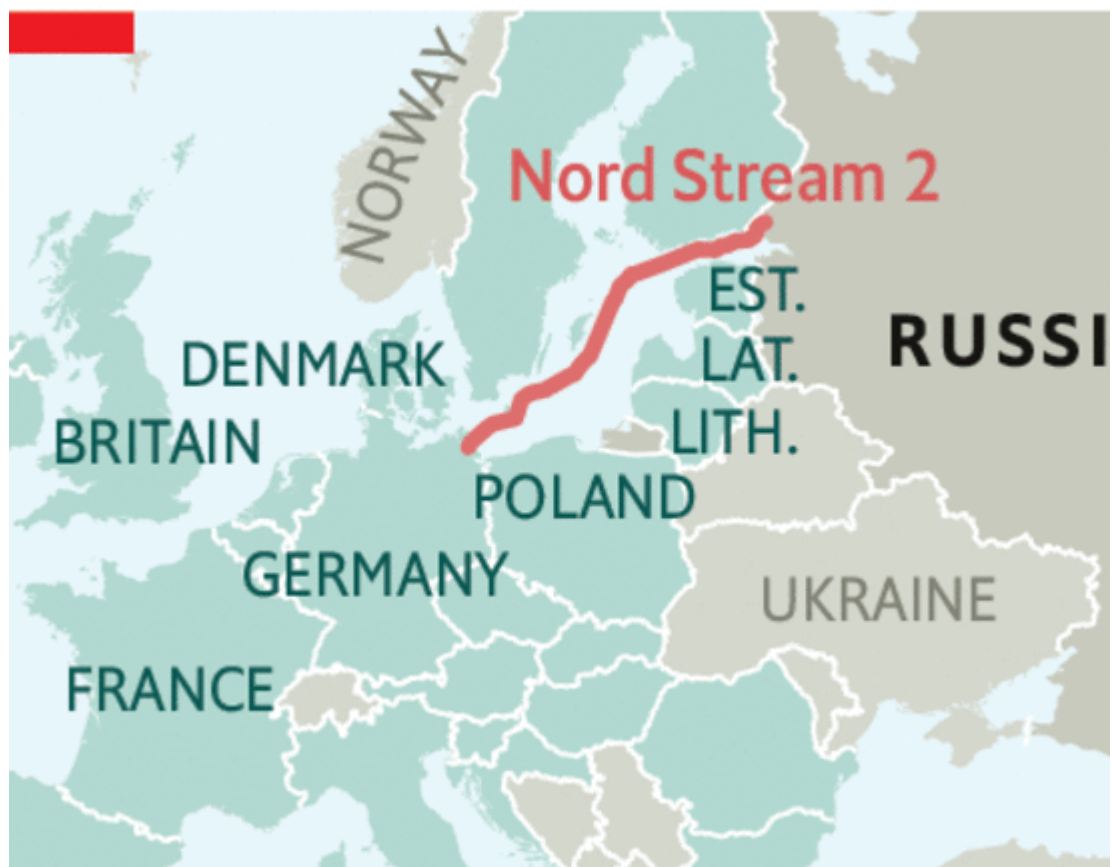 NORWAY
Nord Stream 2
EST.
RUSSI
DENMARK
LAT.
BRITAIN
LITH.
POLAND
GERMANY
UKRAINE
FRANCE